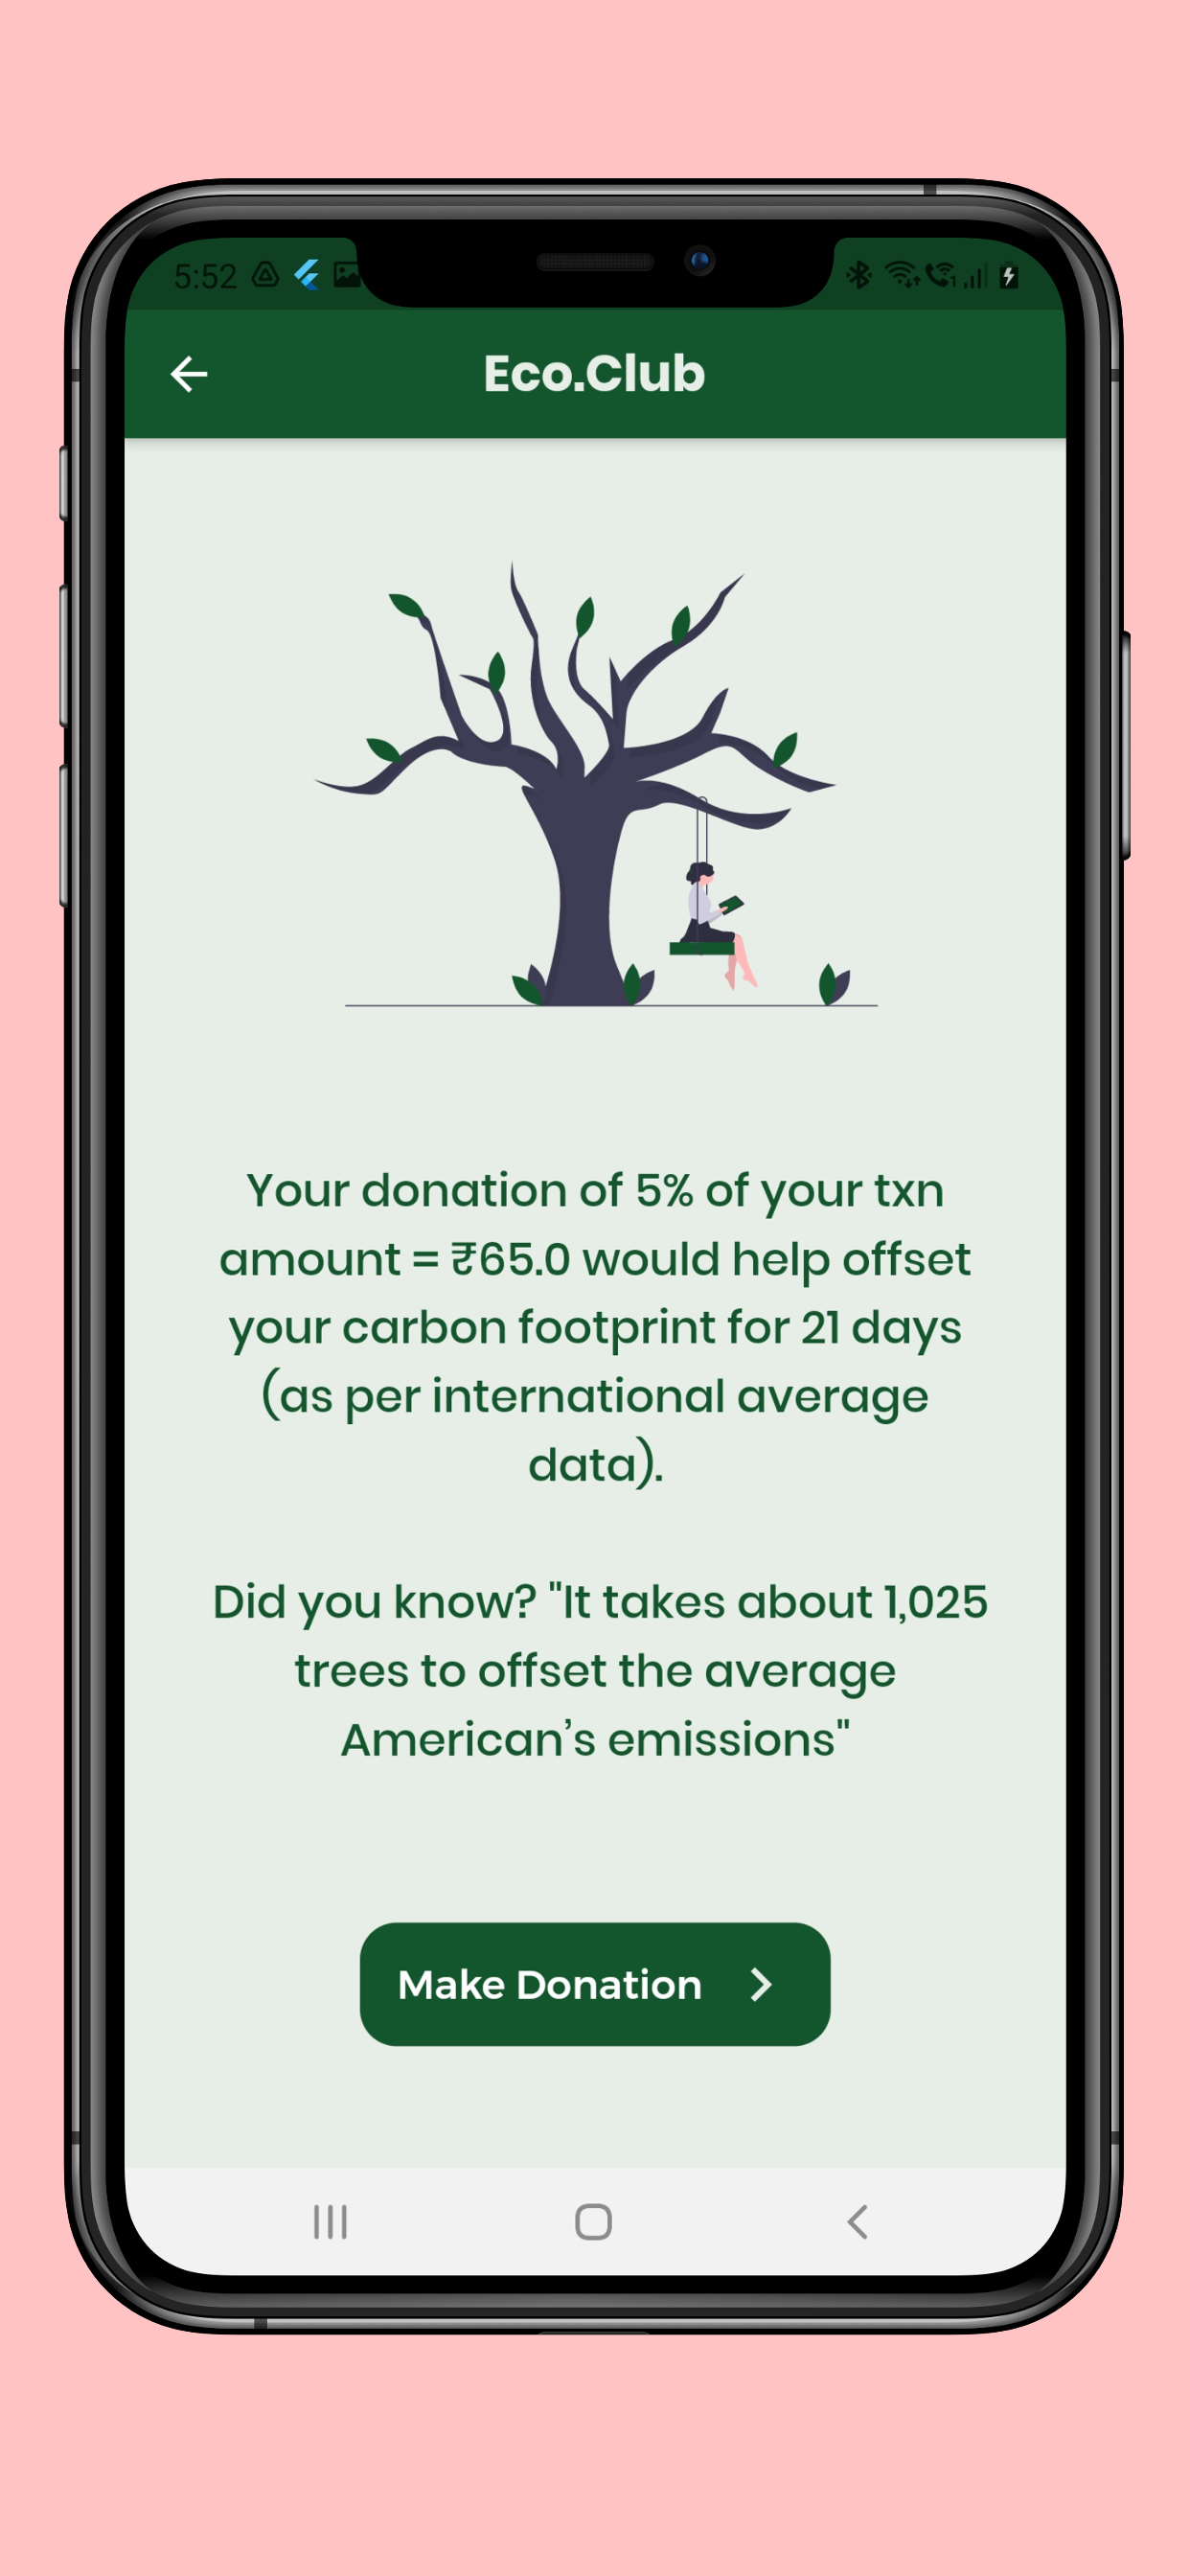 5:52
Eco.Club
Your donation of 5% of your txn
amount = ₹65.0 would help offset
your carbon footprint for 21 days
(as per international average
data).
Did you know? "It takes about 1,025
trees to offset the average
American’s emissions"
Make Donation